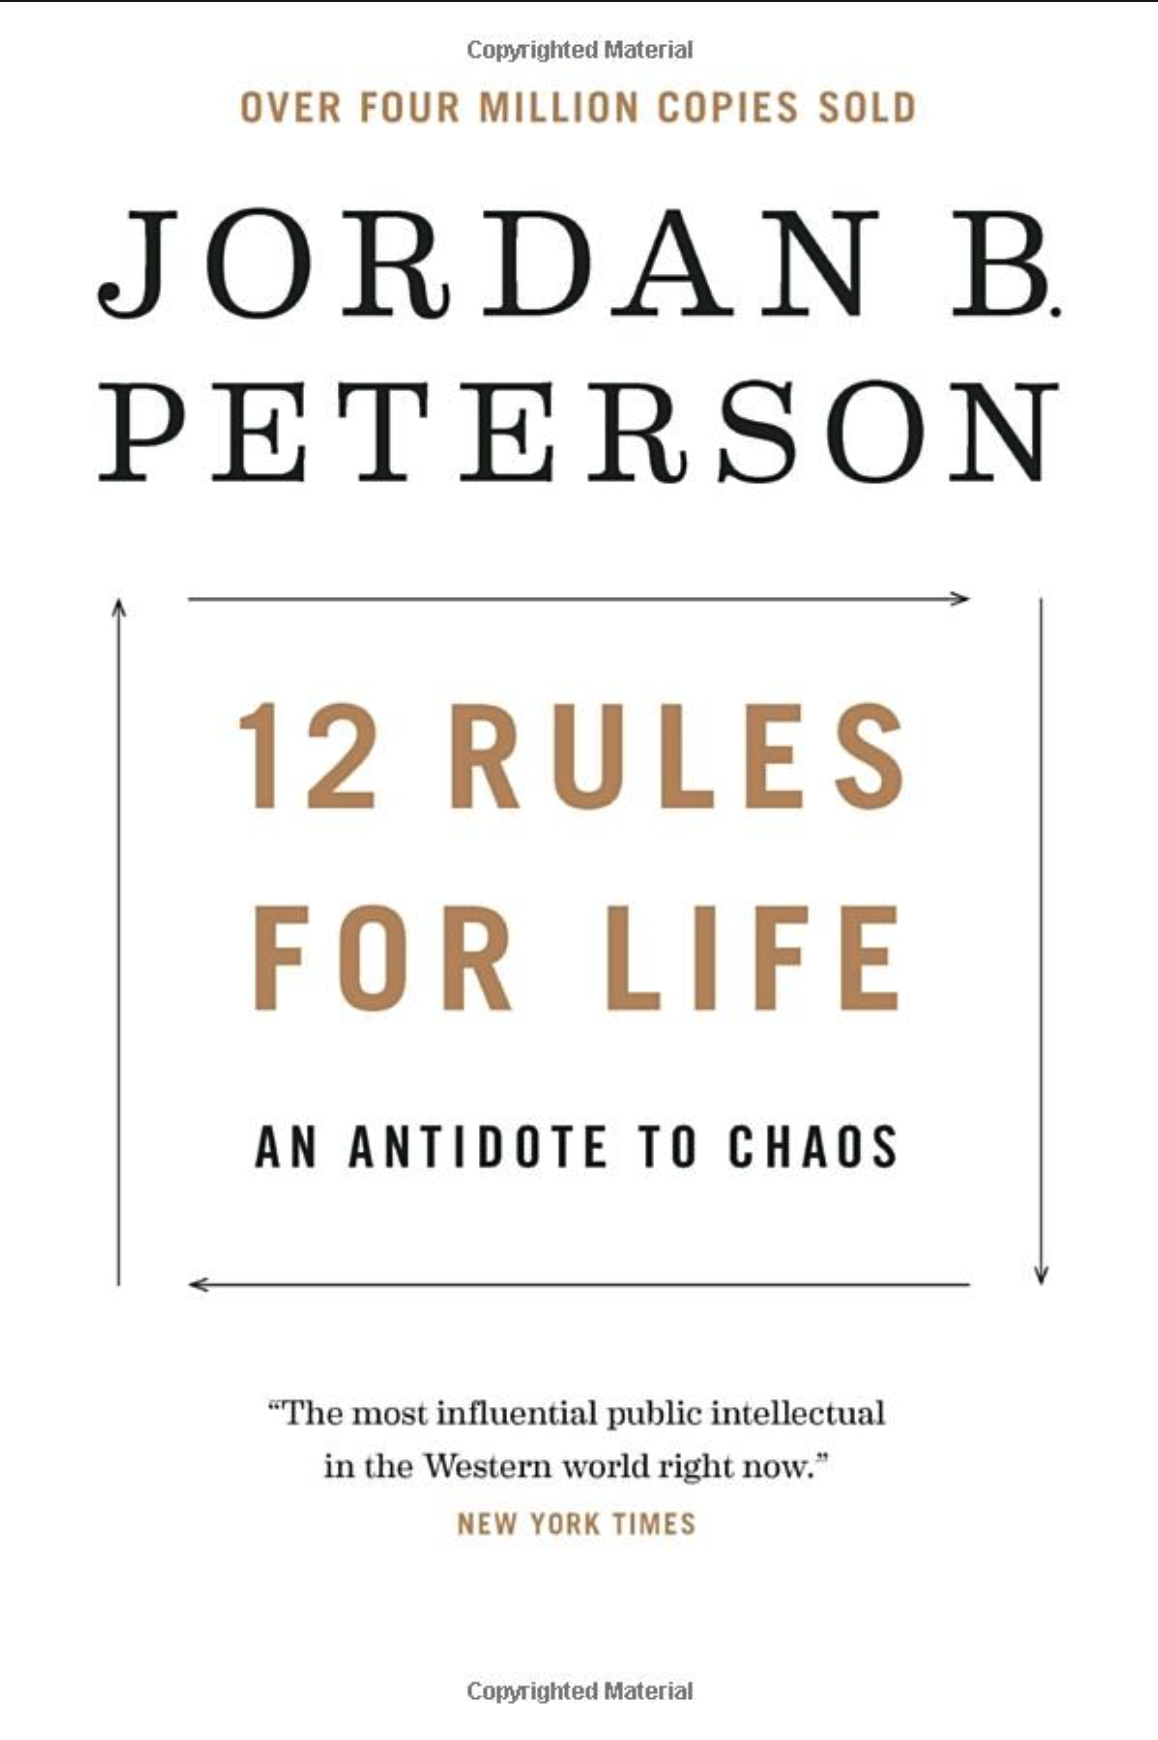 Copyrighted Material
OVER FOUR MILLION COPIES SOLD
JORDAN B.
PETERSON
12 RULES
FOR LIFE
AN ANTIDOTE TO CHAOS
“The most influential public intellectual
in the Western world right now.”
NEW YORK TIMES
Copyrighted Material